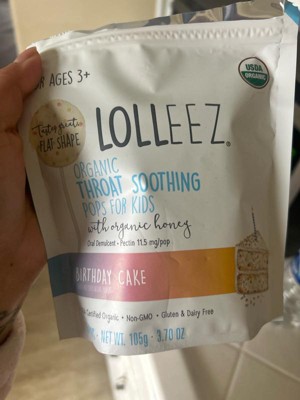 AGES 3+
USDA
ORGANIC
FLAT SHAPE
LOLLEEZ®
ORGANIC
THROAT SOOTHING
POPS FOR KIDS
with organic honey
Oral Demulcent • Pectin 11.5 mg/pop
BIRTHDAY CAKE
Certified Organic • Non-GMO • Gluten & Dairy Free
NET WT. 105g • 3.70 OZ